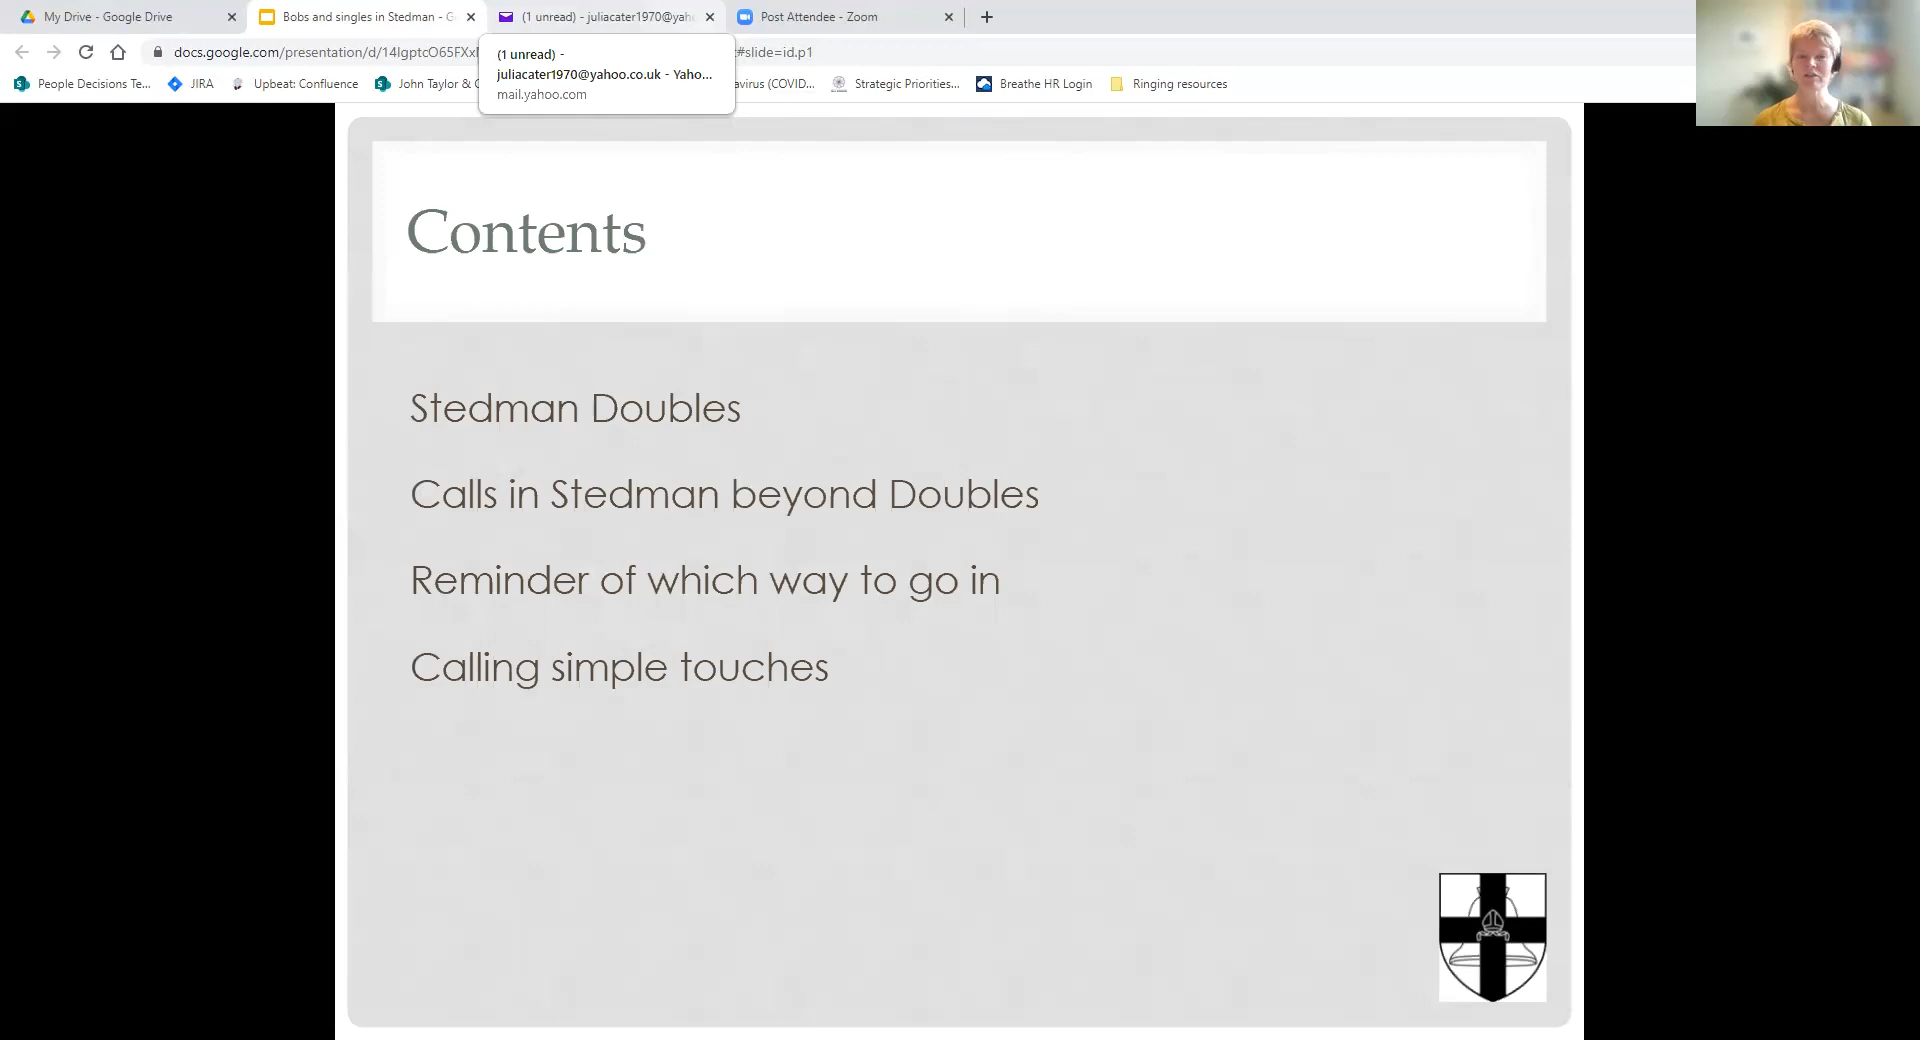 My Drive - Google Drive
Bobs and singles in Stedman - G
(1 unread) - juliacater1970@yah
Post Attendee - Zoom
docs.google.com/presentation/d/14lgptcO65FXx
#slide=id.p1
(1 unread) -
juliacater1970@yahoo.co.uk - Yaho...
mail.yahoo.com
People Decisions Te...
JIRA
Upbeat: Confluence
John Taylor & C
avirus (COVID...
Strategic Priorities...
Breathe HR Login
Ringing resources
Contents
Stedman Doubles
Calls in Stedman beyond Doubles
Reminder of which way to go in
Calling simple touches